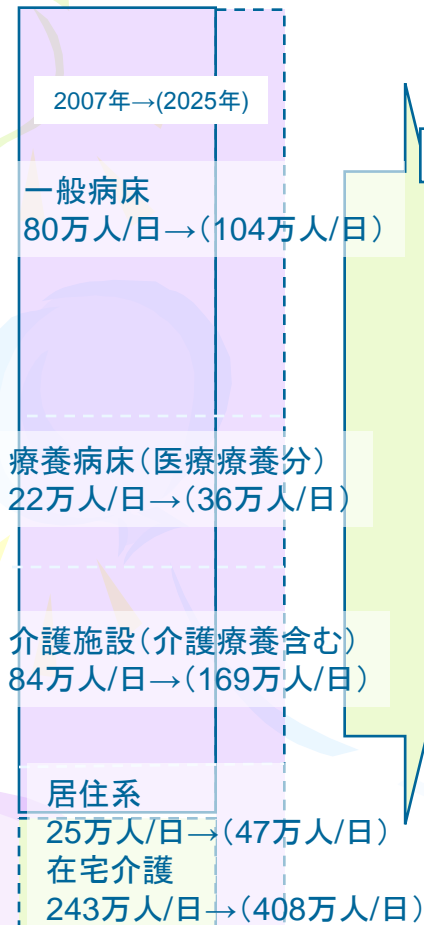 2007年→(2025年)
一般病床
80万人/日→(104万人/日)
療養病床(医療療養分)
22万人/日→(36万人/日)
介護施設(介護療養含む)
84万人/日→(169万人/日)
居住系
25万人/日→(47万人/日)
在宅介護
243万人/日→(408万人/日)